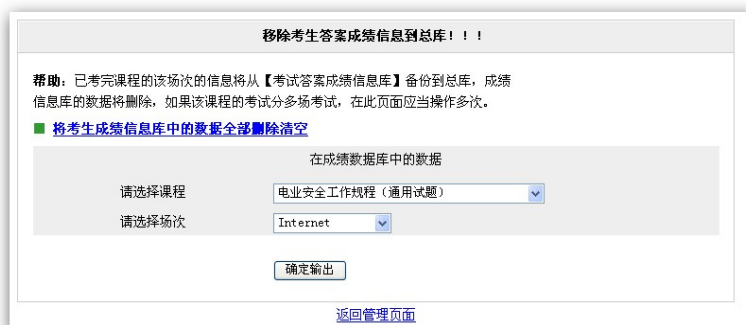 移除考生答案成绩信息到总库！！！
帮助：已考完课程的该场次的信息将从【考试答案成绩信息库】备份到总库，成绩
信息库的数据将删除，如果该课程的考试分多场考试，在此页面应当操作多次。
将考生成绩信息库中的数据全部删除清空
在成绩数据库中的数据
请选择课程 电业安全工作规程（通用试题）
请选择场次 Internet
确定输出
返回管理页面